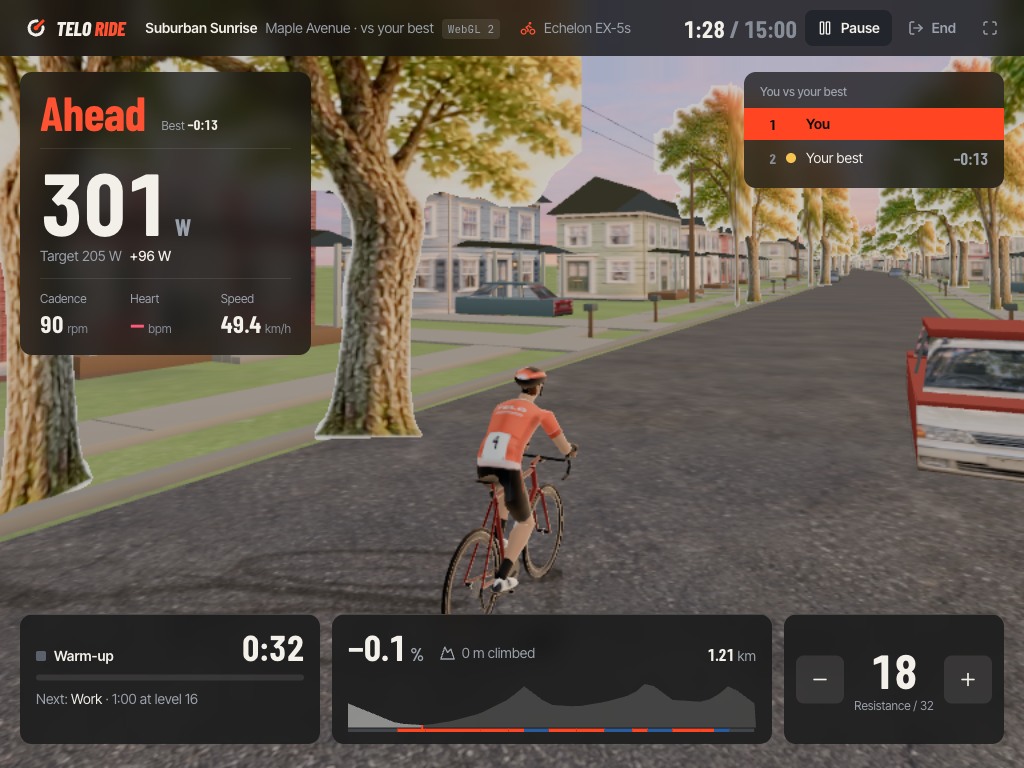 TELO RIDE Suburban Sunrise Maple Avenue · vs your best WebGL 2 Echelon EX-5s 1:28 / 15:00 Pause End
Ahead Best −0:13
301 W
Target 205 W +96 W
Cadence Heart Speed
90 rpm – bpm 49.4 km/h
You vs your best
1 You
2 Your best −0:13
TELO
4
Warm-up 0:32
Next: Work · 1:00 at level 16
−0.1 % 0 m climbed 1.21 km
− 18 +
Resistance / 32